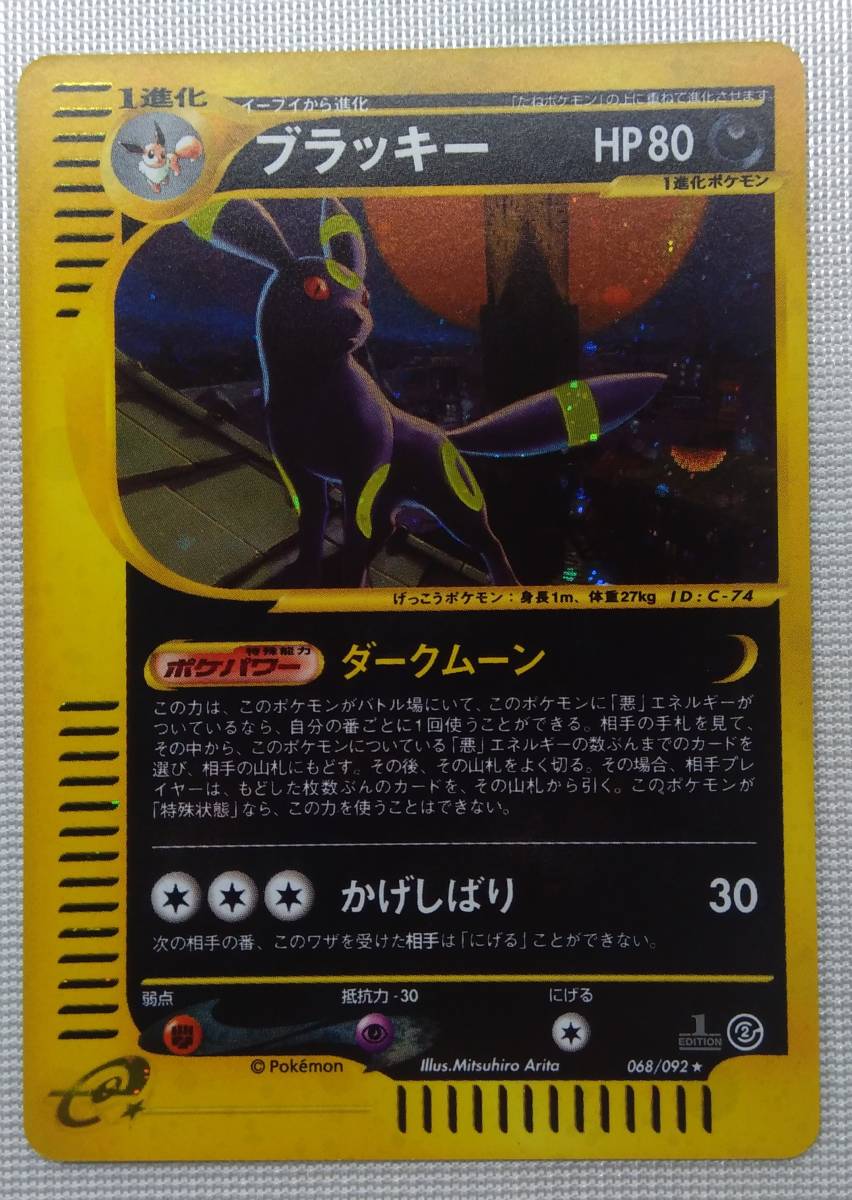 1進化
イーブイから進化
「たねポケモン」の上に重ねて進化させます。
ブラッキー
HP80
1進化ポケモン
げっこうポケモン:身長1m、体重27kg ID:C-74
特殊能力
ポケパワー
ダークムーン
この力は、このポケモンがバトル場にいて、このポケモンに「悪」エネルギーが
ついているなら、自分の番ごとに1回使うことができる。相手の手札を見て、
その中から、このポケモンについている「悪」エネルギーの数ぶんまでのカードを
選び、相手の山札にもどす。その後、その山札をよく切る。その場合、相手プレ
イヤーは、もどした枚数ぶんのカードを、その山札から引く。このポケモンが
「特殊状態」なら、この力を使うことはできない。
かげしばり
30
次の相手の番、このワザを受けた相手は「にげる」ことができない。
弱点
抵抗力-30
にげる
1
EDITION
2
©Pokémon
Illus.Mitsuhiro Arita
068/092★
e